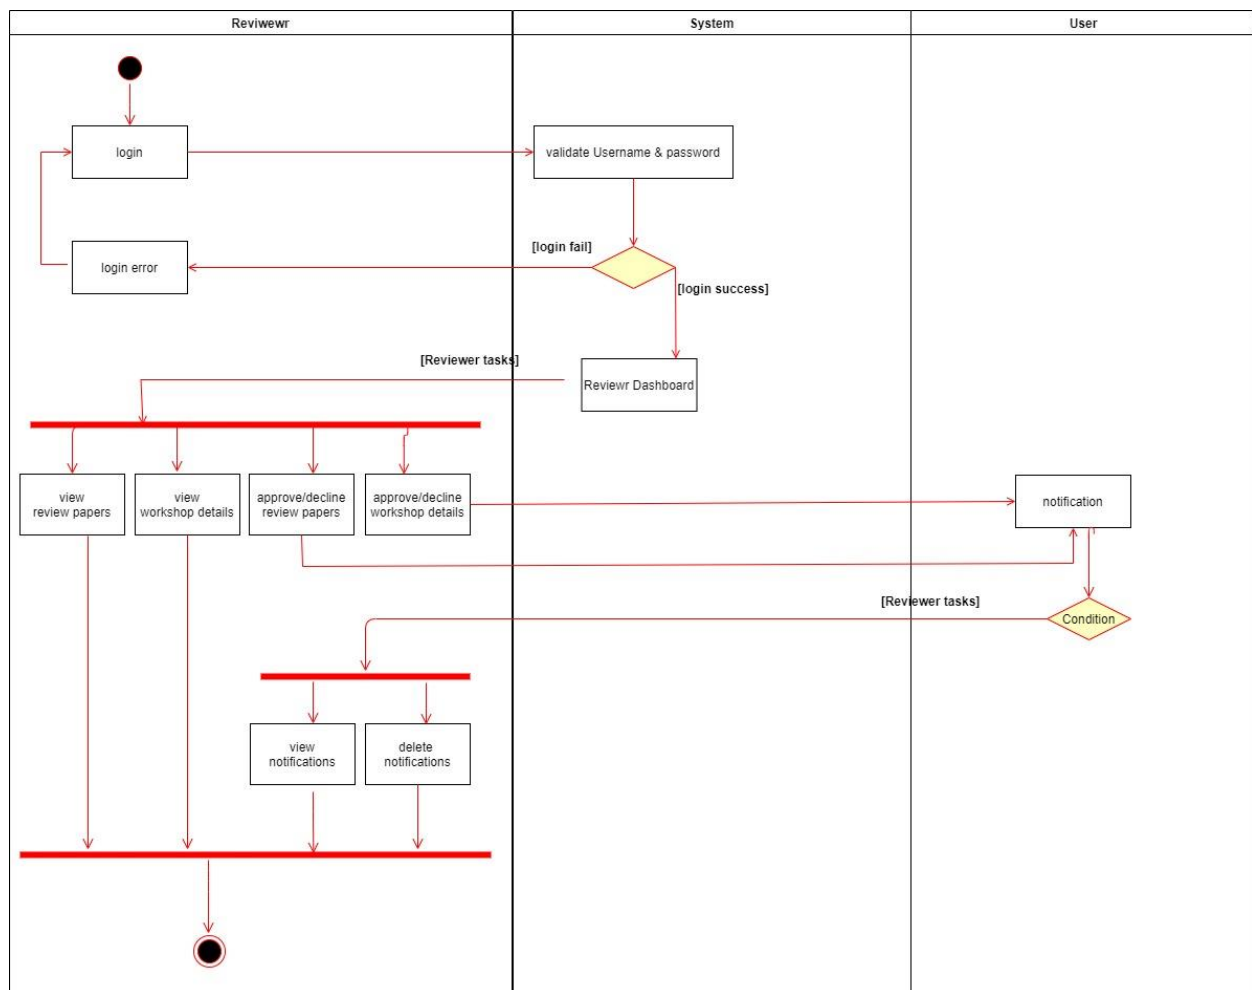 Reviwewr
System
User
login
validate Username & password
[login fail]
login error
[login success]
[Reviewer tasks]
Reviewr Dashboard
view
review papers
view
workshop details
approve/decline
review papers
approve/decline
workshop details
notification
[Reviewer tasks]
Condition
view
notifications
delete
notifications